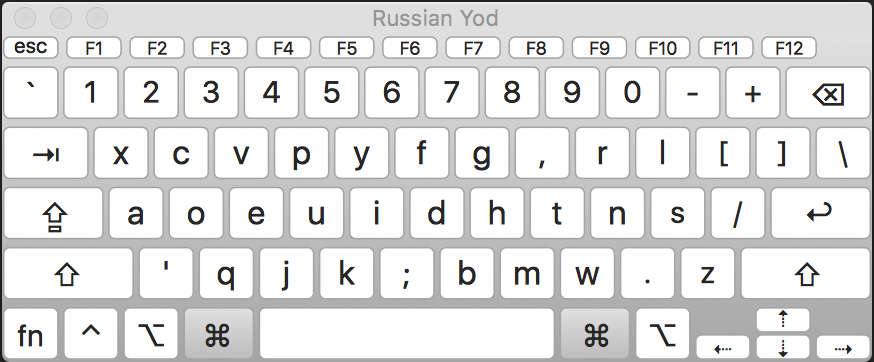 Russian Yod
esc F1 F2 F3 F4 F5 F6 F7 F8 F9 F10 F11 F12
` 1 2 3 4 5 6 7 8 9 0 - + ⌫
⇥ x c v p y f g , r l [ ] \
⇪ a o e u i d h t n s / ↩
⇧ ' q j k ; b m w . z ⇧
fn ^ ⌥ ⌘ ⌘ ⌥ ⇠ ⇡ ⇣ ⇢